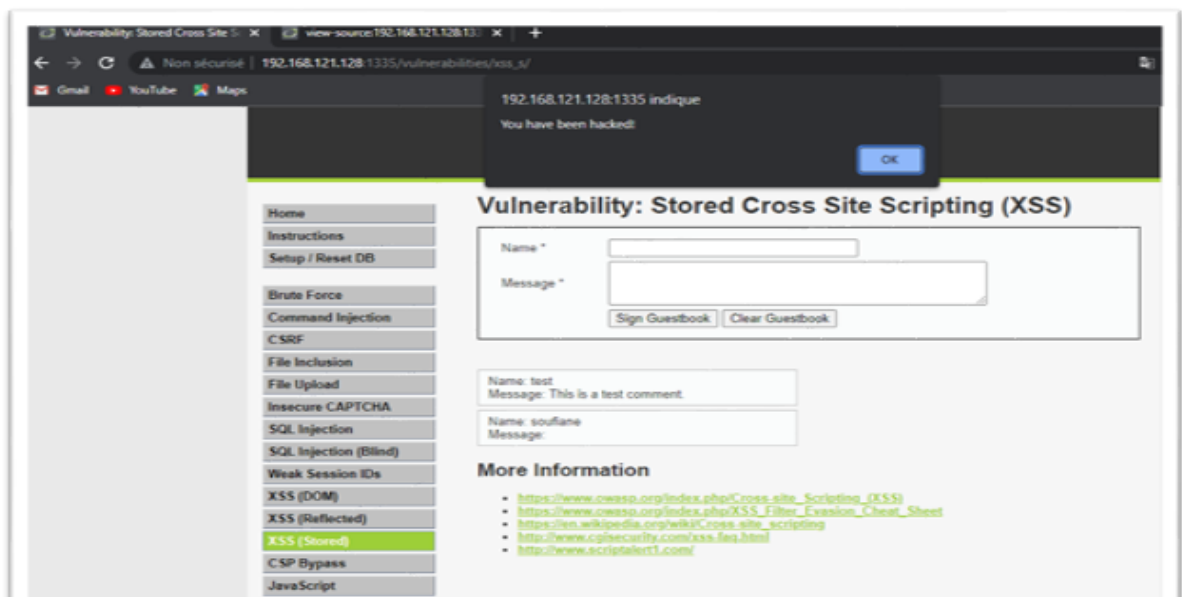 Vulnerability: Stored Cross Site S
view-source:192.168.121.128:133
Non sécurisé | 192.168.121.128:1335/vulnerabilities/xss_s/
Gmail YouTube Maps
192.168.121.128:1335 indique
You have been hacked!
OK
Home
Instructions
Setup / Reset DB
Brute Force
Command Injection
CSRF
File Inclusion
File Upload
Insecure CAPTCHA
SQL Injection
SQL Injection (Blind)
Weak Session IDs
XSS (DOM)
XSS (Reflected)
XSS (Stored)
CSP Bypass
JavaScript
Vulnerability: Stored Cross Site Scripting (XSS)
Name *
Message *
Sign Guestbook Clear Guestbook
Name: test
Message: This is a test comment.
Name: soufiane
Message:
More Information
https://www.owasp.org/index.php/Cross-site_Scripting_(XSS)
https://www.owasp.org/index.php/XSS_Filter_Evasion_Cheat_Sheet
https://en.wikipedia.org/wiki/Cross-site_scripting
http://www.cgisecurity.com/xss-faq.html
http://www.scriptalert1.com/